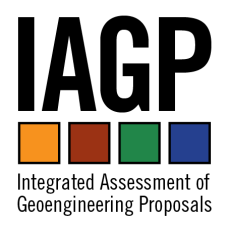 IAGP
Integrated Assessment of
Geoengineering Proposals